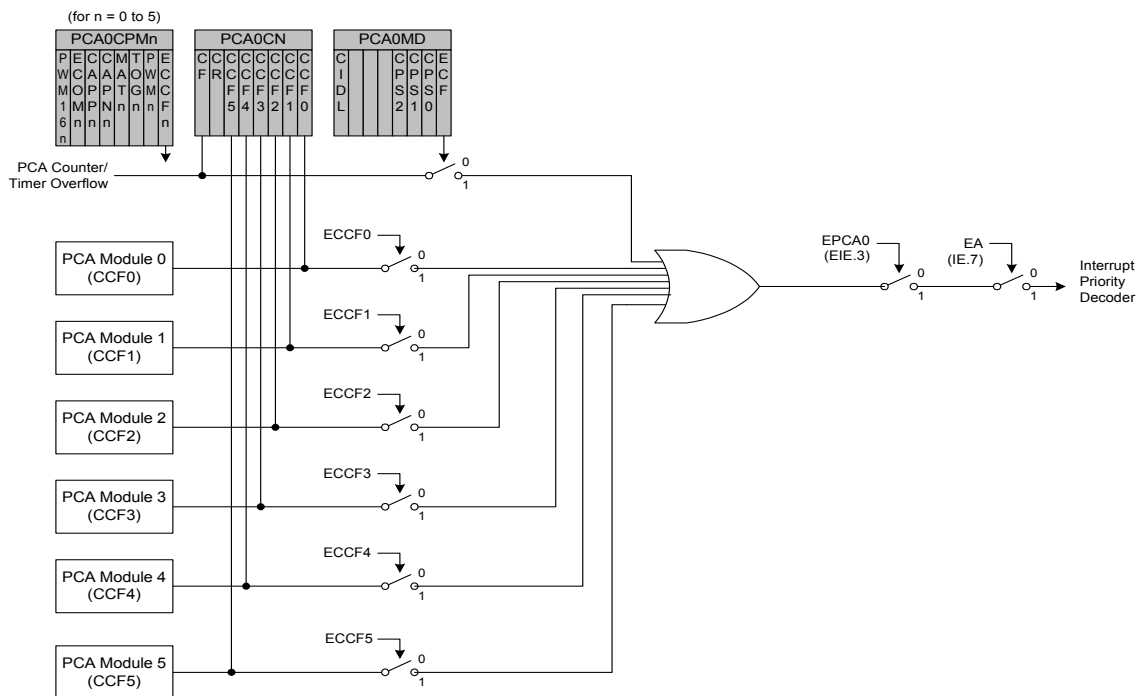 (for n = 0 to 5)
PCA0CPMn
PWM16n
ECOMn
CAPPn
CAPNn
MATn
TOGn
PWMn
ECCFn
PCA0CN
CF
CR
CCF5
CCF4
CCF3
CCF2
CCF1
CCF0
PCA0MD
CIDL
CPS2
CPS1
CPS0
ECF
PCA Counter/
Timer Overflow
0
1
PCA Module 0
(CCF0)
ECCF0
0
1
EPCA0
(EIE.3)
0
1
EA
(IE.7)
0
1
Interrupt
Priority
Decoder
PCA Module 1
(CCF1)
ECCF1
0
1
PCA Module 2
(CCF2)
ECCF2
0
1
PCA Module 3
(CCF3)
ECCF3
0
1
PCA Module 4
(CCF4)
ECCF4
0
1
PCA Module 5
(CCF5)
ECCF5
0
1